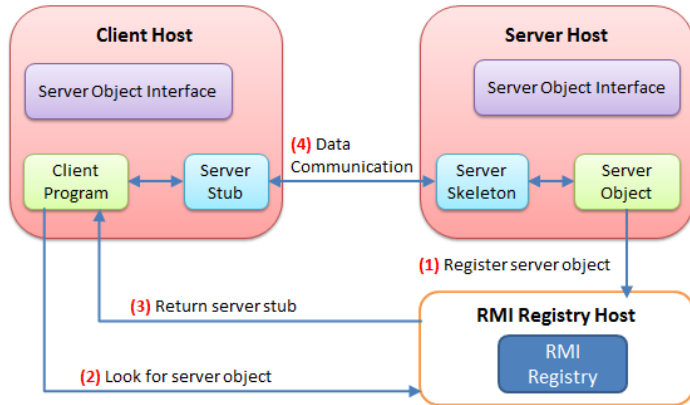 Client Host
Server Object Interface
Client
Program
Server
Stub
(4) Data
Communication
Server Host
Server Object Interface
Server
Skeleton
Server
Object
(1) Register server object
(3) Return server stub
RMI Registry Host
RMI
Registry
(2) Look for server object